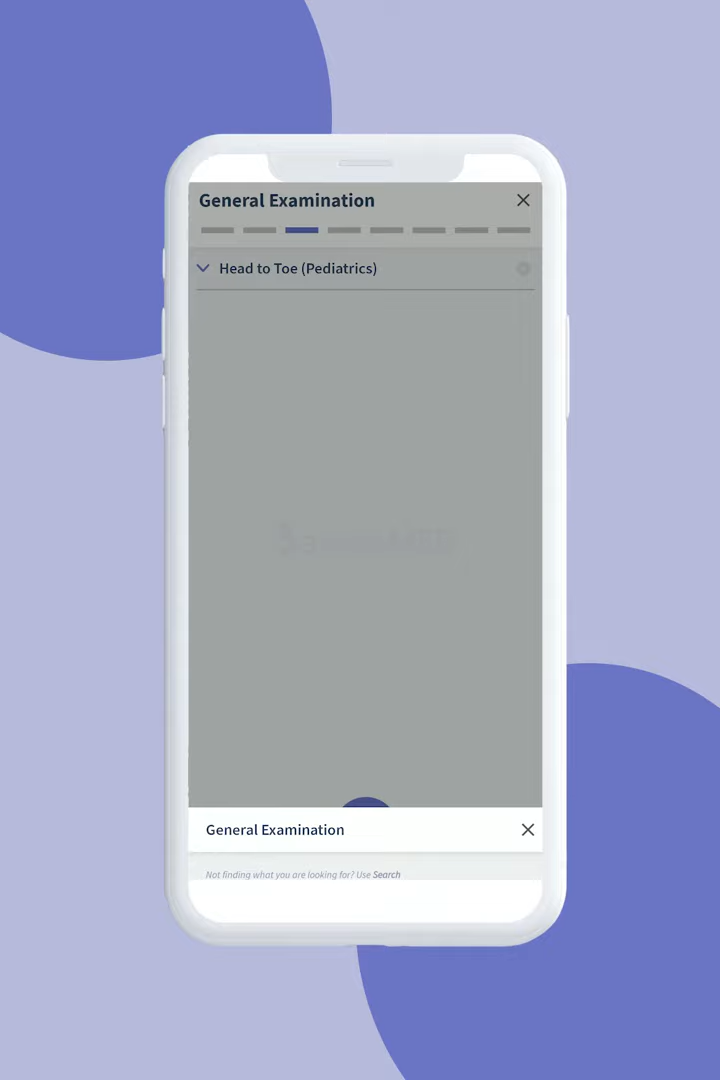 General Examination
Head to Toe (Pediatrics)
General Examination
Not finding what you are looking for? Use Search